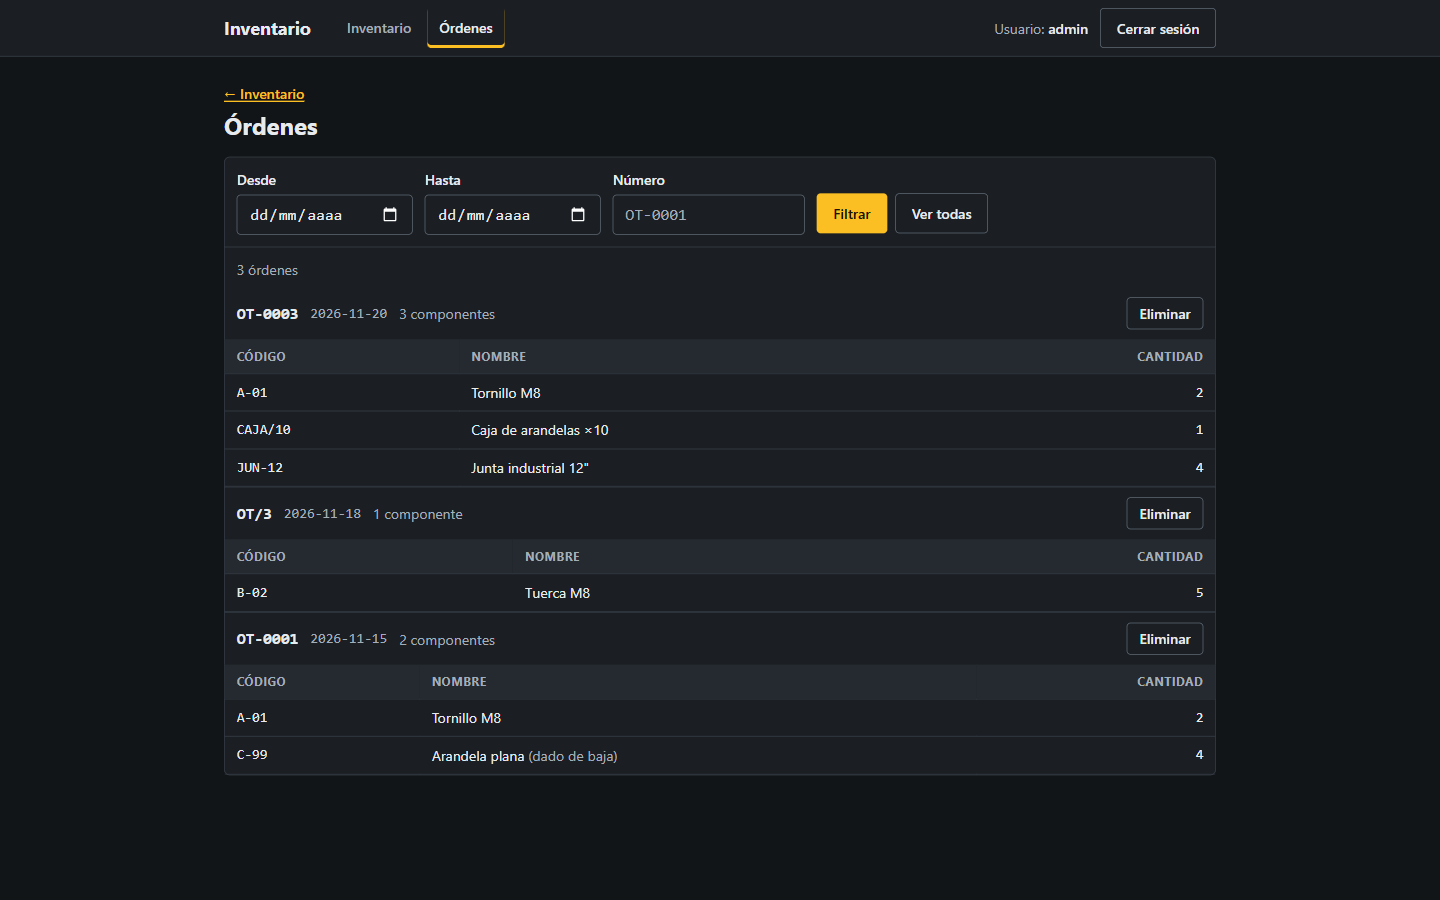 Inventario Inventario Órdenes Usuario: admin Cerrar sesión
← Inventario
Órdenes
Desde Hasta Número
dd/mm/aaaa dd/mm/aaaa OT-0001 Filtrar Ver todas
3 órdenes
OT-0003 2026-11-20 3 componentes Eliminar
CÓDIGO NOMBRE CANTIDAD
A-01 Tornillo M8 2
CAJA/10 Caja de arandelas ×10 1
JUN-12 Junta industrial 12" 4
OT/3 2026-11-18 1 componente Eliminar
CÓDIGO NOMBRE CANTIDAD
B-02 Tuerca M8 5
OT-0001 2026-11-15 2 componentes Eliminar
CÓDIGO NOMBRE CANTIDAD
A-01 Tornillo M8 2
C-99 Arandela plana (dado de baja) 4